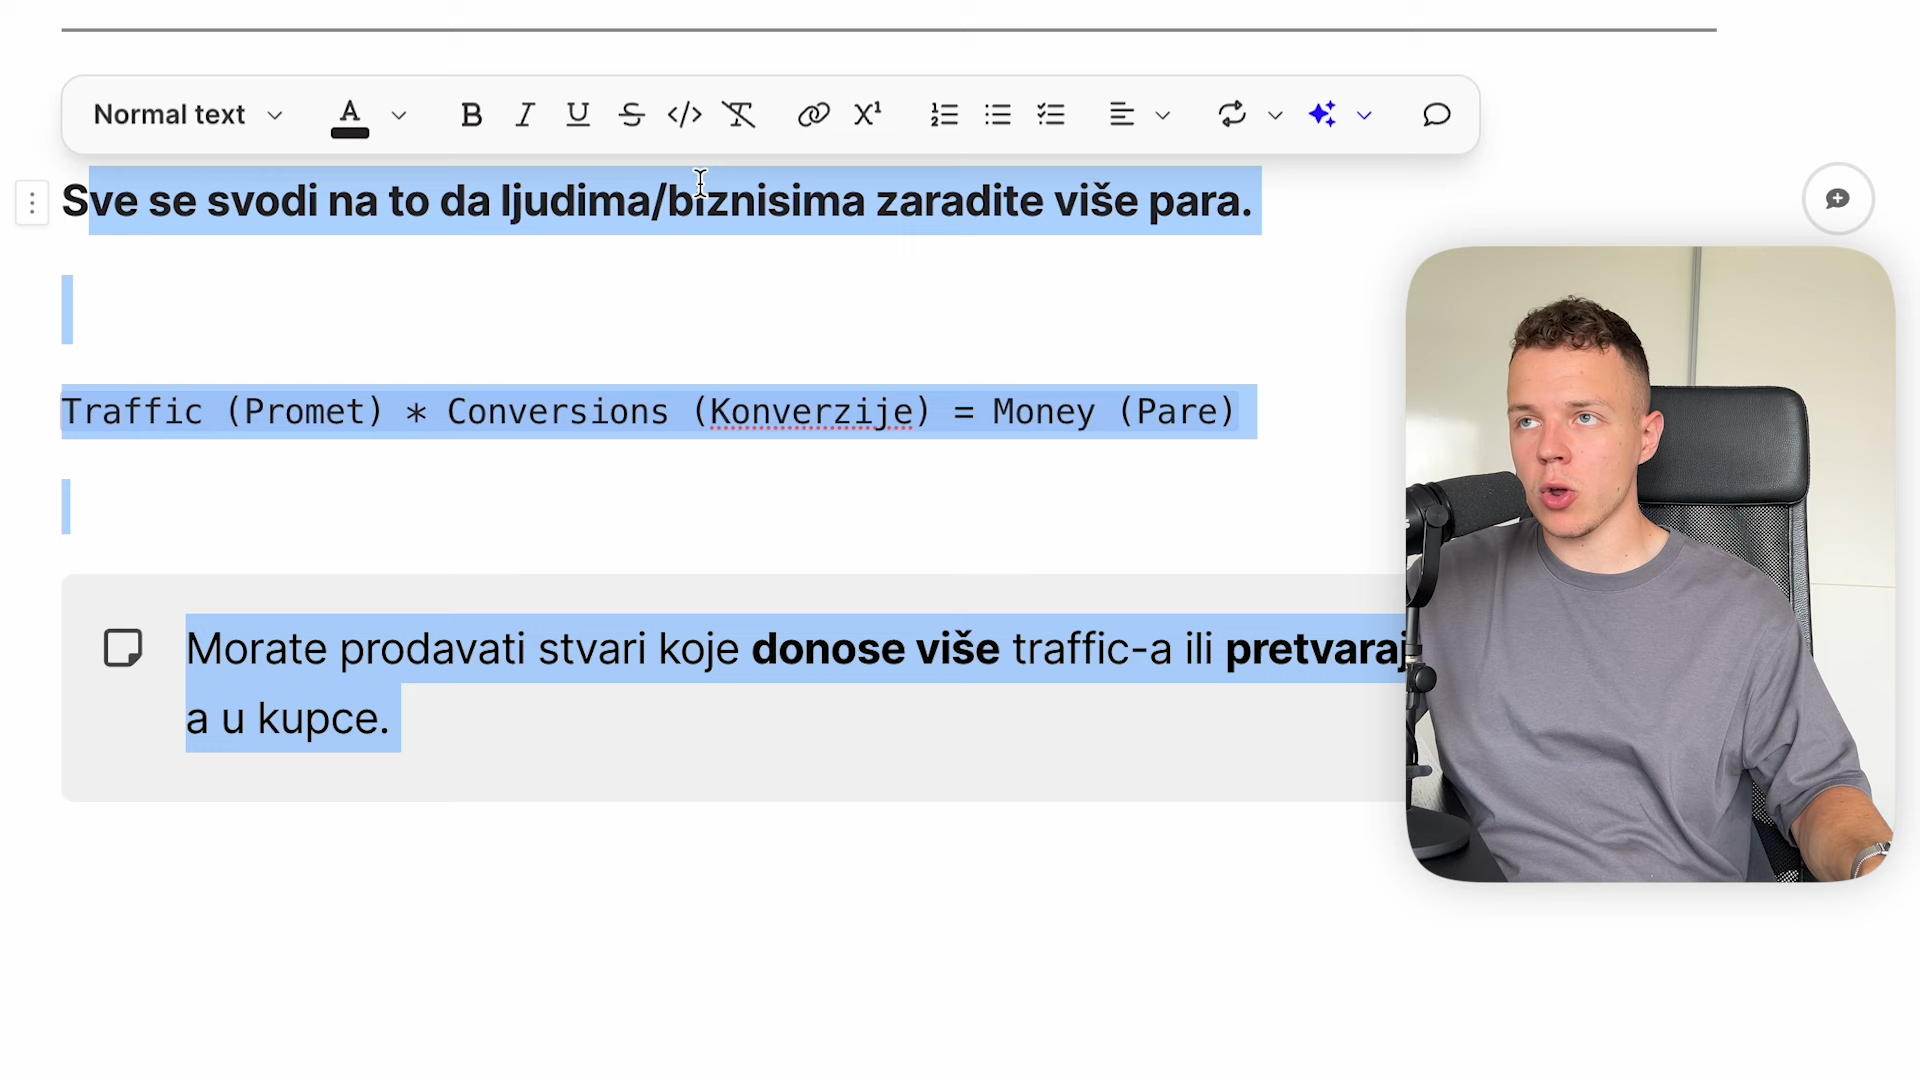 Normal text
Sve se svodi na to da ljudima/biznisima zaradite više para.
Traffic (Promet) * Conversions (Konverzije) = Money (Pare)
Morate prodavati stvari koje donose više traffic-a ili
a u kupce.